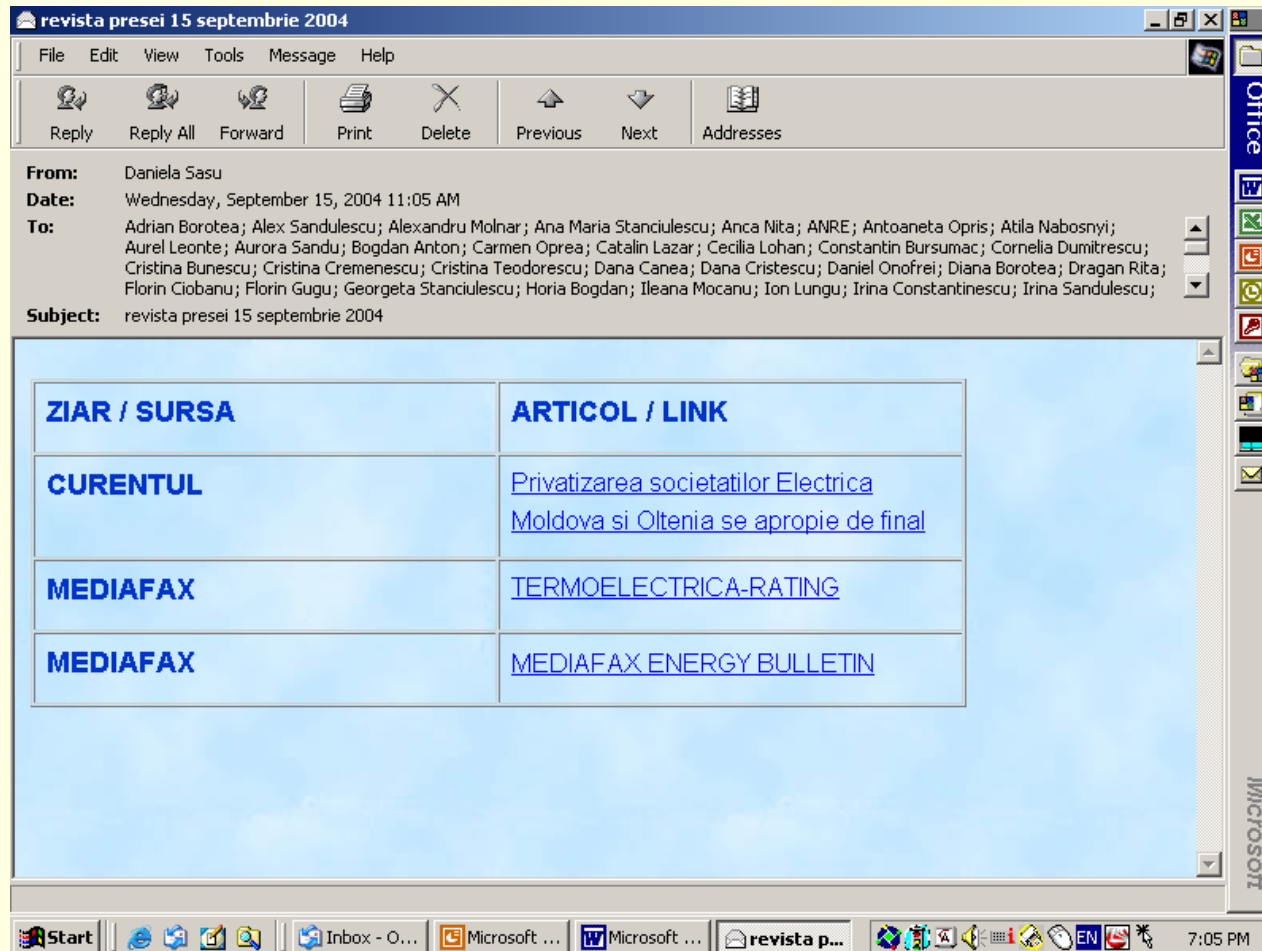 revista presei 15 septembrie 2004
File Edit View Tools Message Help
Reply Reply All Forward Print Delete Previous Next Addresses
From: Daniela Sasu
Date: Wednesday, September 15, 2004 11:05 AM
To: Adrian Borotea; Alex Sandulescu; Alexandru Molnar; Ana Maria Stanciulescu; Anca Nita; ANRE; Antoaneta Opris; Atila Nabosnyi;
Aurel Leonte; Aurora Sandu; Bogdan Anton; Carmen Oprea; Catalin Lazar; Cecilia Lohan; Constantin Bursumac; Cornelia Dumitrescu;
Cristina Bunescu; Cristina Cremenescu; Cristina Teodorescu; Dana Canea; Dana Cristescu; Daniel Onofrei; Diana Borotea; Dragan Rita;
Florin Ciobanu; Florin Gugu; Georgeta Stanciulescu; Horia Bogdan; Ileana Mocanu; Ion Lungu; Irina Constantinescu; Irina Sandulescu;
Subject: revista presei 15 septembrie 2004
ZIAR / SURSA ARTICOL / LINK
CURENTUL Privatizarea societatilor Electrica
Moldova si Oltenia se apropie de final
MEDIAFAX TERMOELECTRICA-RATING
MEDIAFAX MEDIAFAX ENERGY BULLETIN
Office
Microsoft
Start Inbox - O... Microsoft ... Microsoft ... revista p... EN 7:05 PM